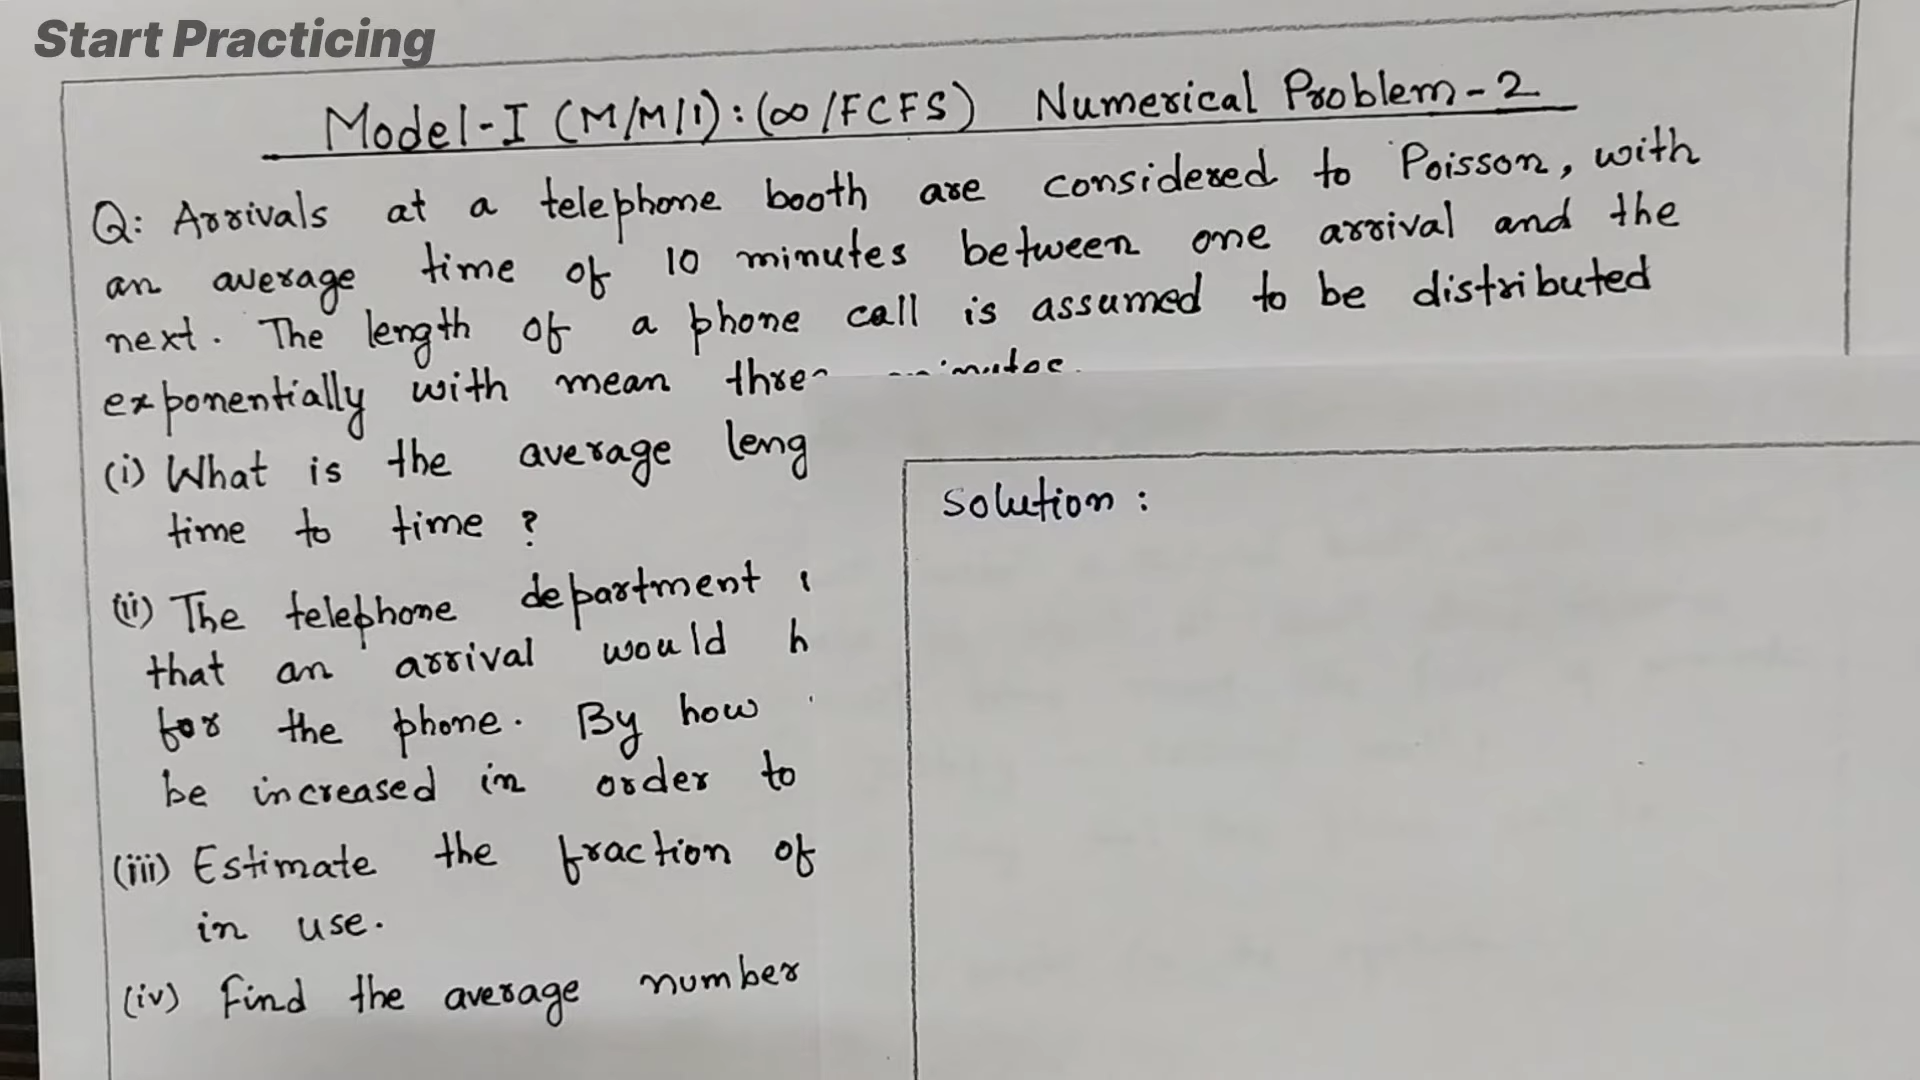 Start Practicing
Model-I (M/M/1):(∞/FCFS) Numerical Problem-2
Q: Arrivals at a telephone booth are considered to Poisson, with
an average time of 10 minutes between one arrival and the
next. The length of a phone call is assumed to be distributed
exponentially with mean three minutes.
(i) What is the average leng
time to time ?
(ii) The telephone department
that an arrival would h
for the phone. By how
be increased in order to
(iii) Estimate the fraction of
in use.
(iv) Find the average number
Solution :